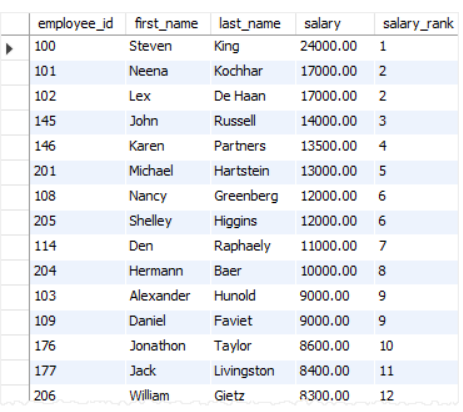 employee_id first_name last_name salary salary_rank
100 Steven King 24000.00 1
101 Neena Kochhar 17000.00 2
102 Lex De Haan 17000.00 2
145 John Russell 14000.00 3
146 Karen Partners 13500.00 4
201 Michael Hartstein 13000.00 5
108 Nancy Greenberg 12000.00 6
205 Shelley Higgins 12000.00 6
114 Den Raphaely 11000.00 7
204 Hermann Baer 10000.00 8
103 Alexander Hunold 9000.00 9
109 Daniel Faviet 9000.00 9
176 Jonathon Taylor 8600.00 10
177 Jack Livingston 8400.00 11
206 William Gietz 8300.00 12